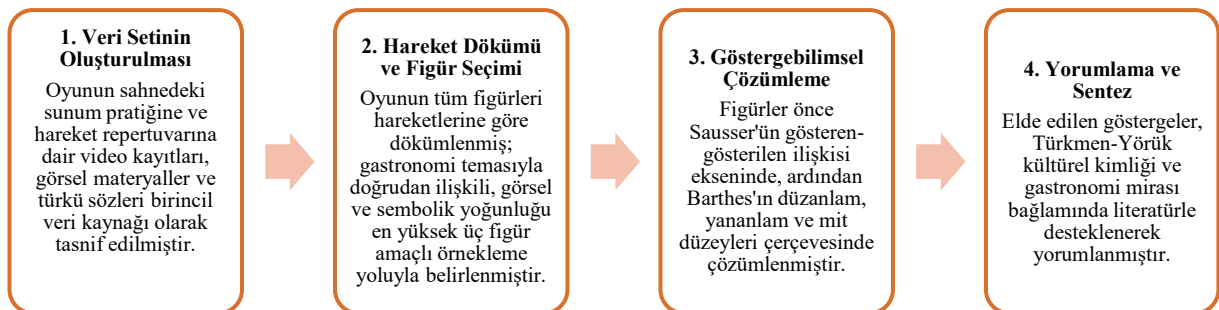 1. Veri Setinin
Oluşturulması
Oyunun sahnedeki
sunum pratiğine ve
hareket repertuvarına
dair video kayıtları,
görsel materyaller ve
türkü sözleri birincil
veri kaynağı olarak
tasnif edilmiştir.
2. Hareket Dökümü
ve Figür Seçimi
Oyunun tüm figürleri
hareketlerine göre
dökümlenmiş;
gastronomi temasıyla
doğrudan ilişkili, görsel
ve sembolik yoğunluğu
en yüksek üç figür
amaçlı örnekleme
yoluyla belirlenmiştir.
3. Göstergebilimsel
Çözümleme
Figürler önce
Sausser'ün gösteren-
gösterilen ilişkisi
ekseninde, ardından
Barthes'ın düzanlam,
yananlam ve mit
düzeyleri çerçevesinde
çözümlenmiştir.
4. Yorumlama ve
Sentez
Elde edilen göstergeler,
Türkmen-Yörük
kültürel kimliği ve
gastronomi mirası
bağlamında literatürle
desteklenerek
yorumlanmıştır.